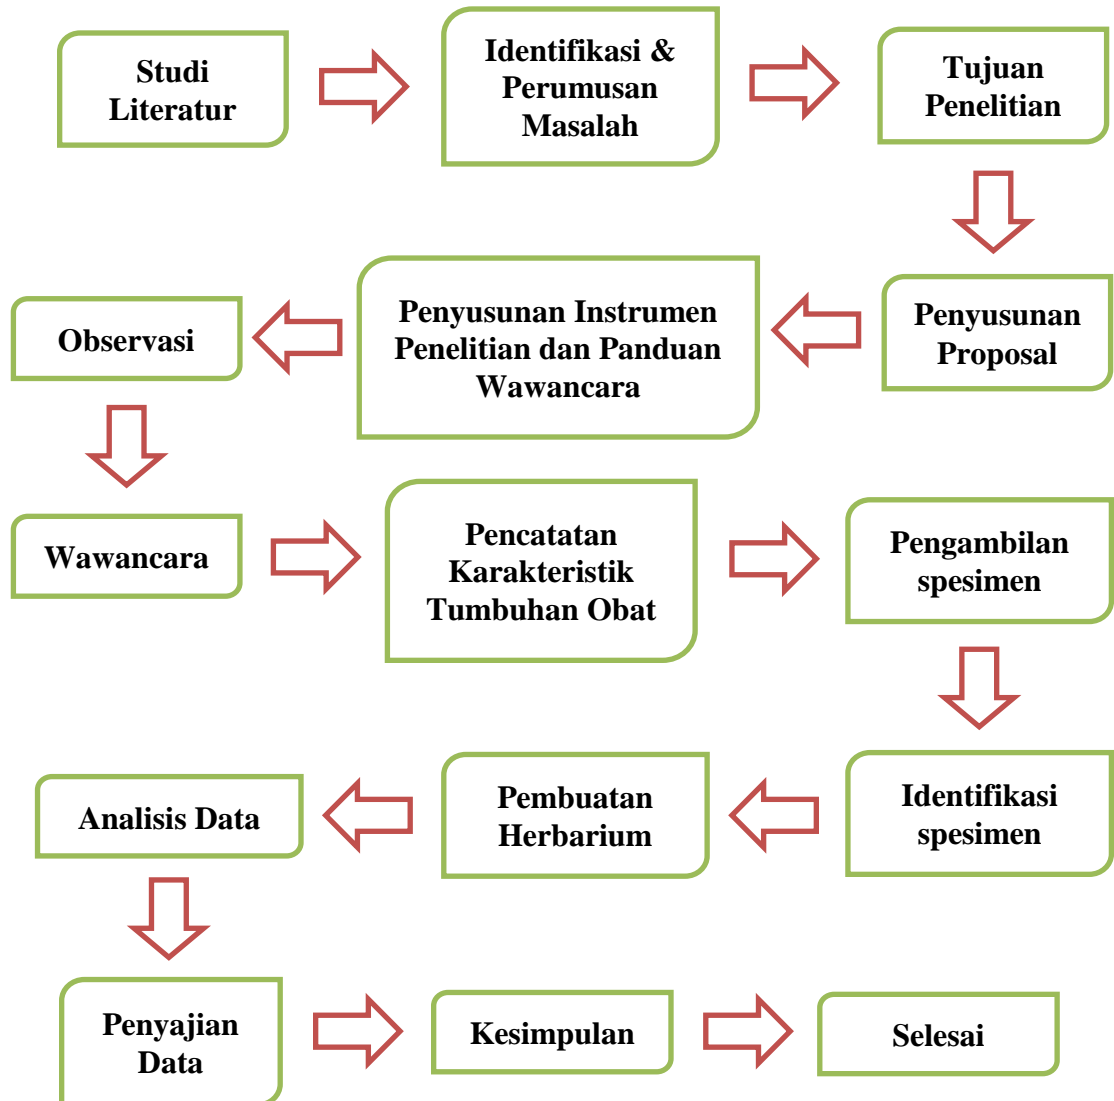 Studi
Literatur
Identifikasi &
Perumusan
Masalah
Tujuan
Penelitian
Penyusunan
Proposal
Penyusunan Instrumen
Penelitian dan Panduan
Wawancara
Observasi
Wawancara
Pencatatan
Karakteristik
Tumbuhan Obat
Pengambilan
spesimen
Identifikasi
spesimen
Pembuatan
Herbarium
Analisis Data
Penyajian
Data
Kesimpulan
Selesai